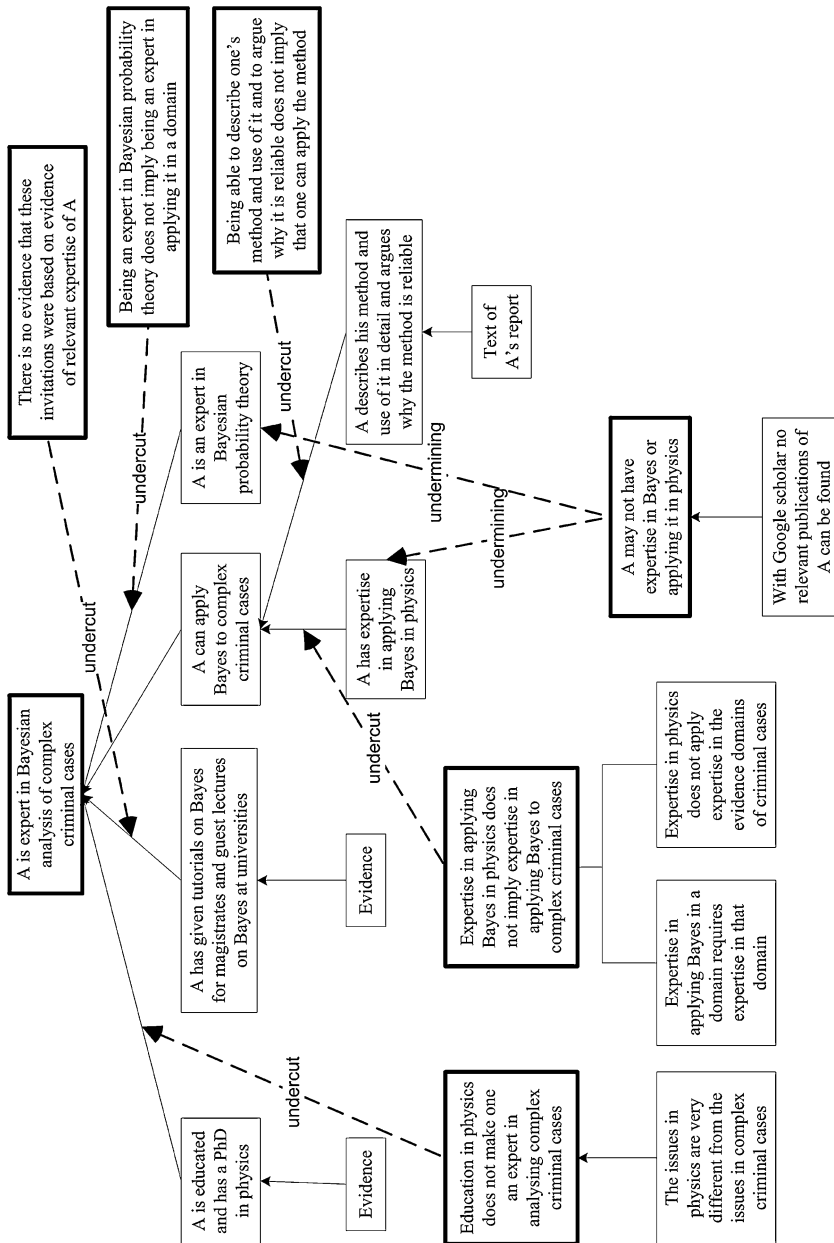 A is expert in Bayesian
analysis of complex
criminal cases
There is no evidence that these
invitations were based on evidence
of relevant expertise of A
Being an expert in Bayesian probability
theory does not imply being an expert in
applying it in a domain
Being able to describe one's
method and use of it and to argue
why it is reliable does not imply
that one can apply the method
undercut
undercut
undercut
A is educated
and has a PhD
in physics
A has given tutorials on Bayes
for magistrates and guest lectures
on Bayes at universities
A can apply
Bayes to complex
criminal cases
A is an expert in
Bayesian
probability theory
Evidence
Evidence
A has expertise
in applying
Bayes in physics
A describes his method and
use of it in detail and argues
why the method is reliable
undercut
undercut
undermining
undermining
Text of
A's report
Education in physics
does not make one
an expert in
analysing complex
criminal cases
Expertise in applying
Bayes in physics does
not imply expertise in
applying Bayes to
complex criminal cases
A may not have
expertise in Bayes or
applying it in physics
The issues in
physics are very
different from the
issues in complex
criminal cases
Expertise in
applying Bayes in a
domain requires
expertise in that
domain
Expertise in physics
does not apply
expertise in the
evidence domains
of criminal cases
With Google scholar no
relevant publications of
A can be found